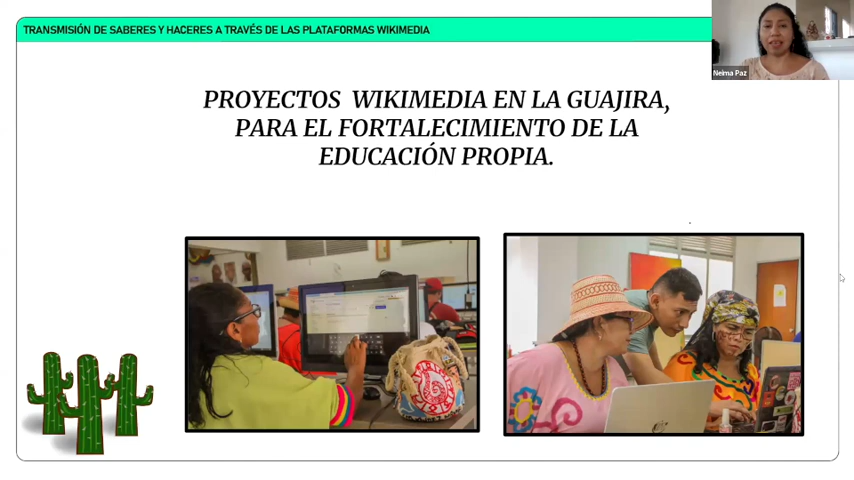 TRANSMISIÓN DE SABERES Y HACERES A TRAVÉS DE LAS PLATAFORMAS WIKIMEDIA
Neima Paz
PROYECTOS WIKIMEDIA EN LA GUAJIRA,
PARA EL FORTALECIMIENTO DE LA
EDUCACIÓN PROPIA.